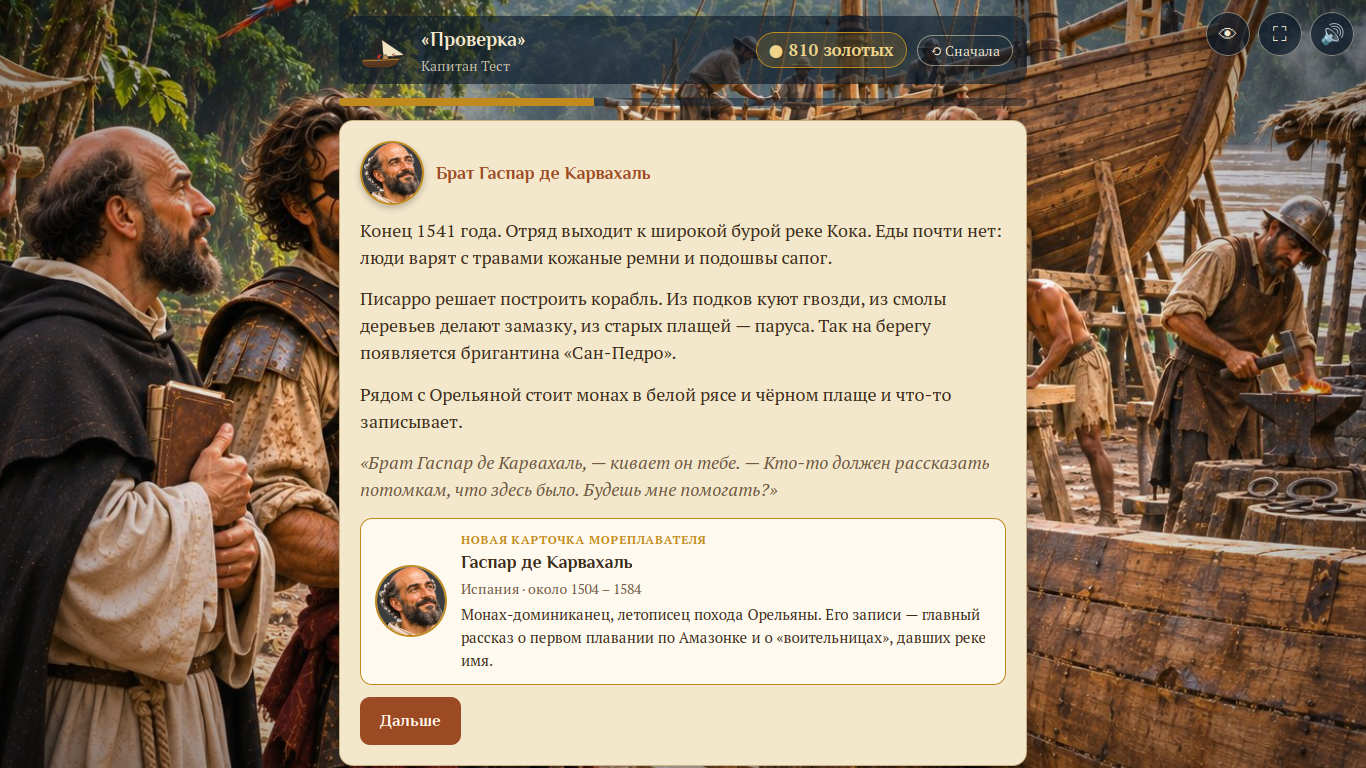 «Проверка»
Капитан Тест
810 золотых
⟲ Сначала
Брат Гаспар де Карвахаль
Конец 1541 года. Отряд выходит к широкой бурой реке Кока. Еды почти нет:
люди варят с травами кожаные ремни и подошвы сапог.
Писарро решает построить корабль. Из подков куют гвозди, из смолы
деревьев делают замазку, из старых плащей — паруса. Так на берегу
появляется бригантина «Сан-Педро».
Рядом с Орельяной стоит монах в белой рясе и чёрном плаще и что-то
записывает.
«Брат Гаспар де Карвахаль, — кивает он тебе. — Кто-то должен рассказать
потомкам, что здесь было. Будешь мне помогать?»
НОВАЯ КАРТОЧКА МОРЕПЛАВАТЕЛЯ
Гаспар де Карвахаль
Испания · около 1504 – 1584
Монах-доминиканец, летописец похода Орельяны. Его записи — главный
рассказ о первом плавании по Амазонке и о «воительницах», давших реке
имя.
Дальше